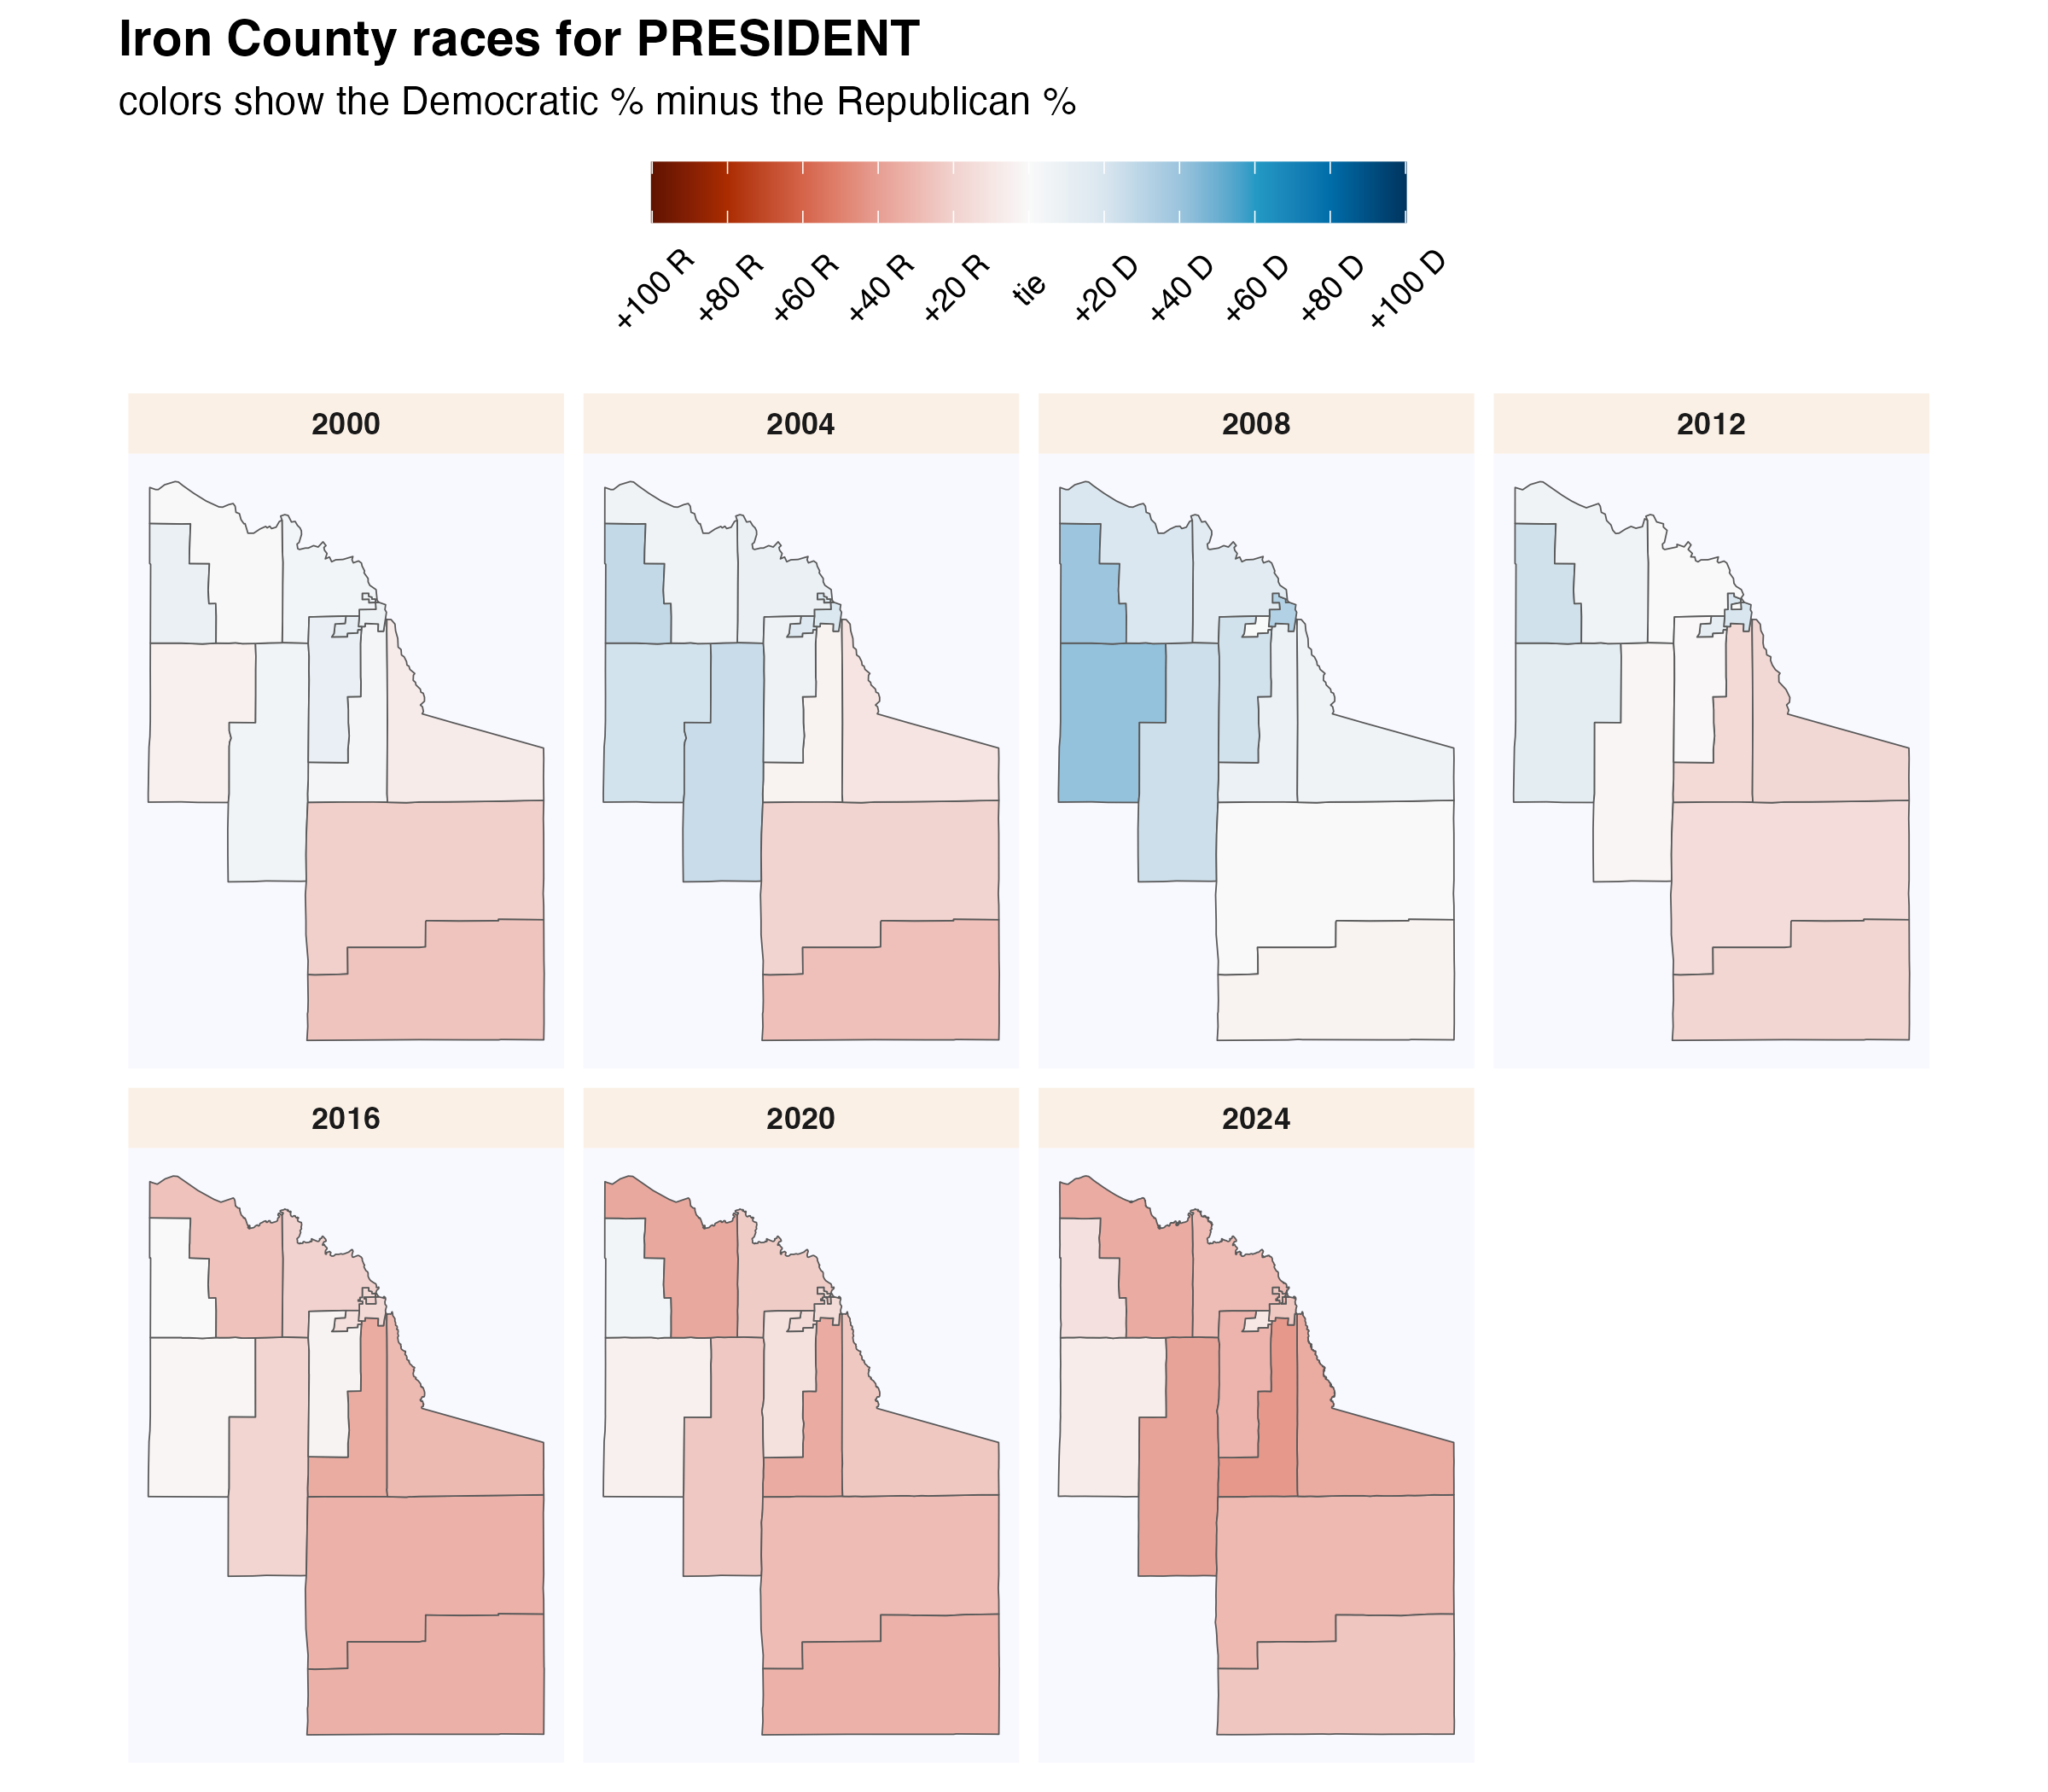 Iron County races for PRESIDENT
colors show the Democratic % minus the Republican %
+100 R
+80 R
+60 R
+40 R
+20 R
tie
+20 D
+40 D
+60 D
+80 D
+100 D
2000
2004
2008
2012
2016
2020
2024